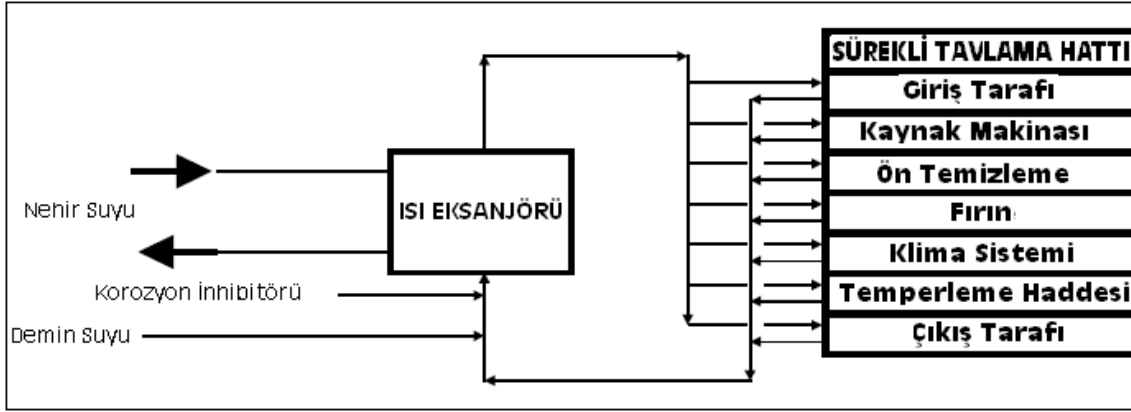 SÜREKLİ TAVLAMA HATTI
Giriş Tarafı
Kaynak Makinası
Ön Temizleme
Fırın
Klima Sistemi
Temperleme Haddesi
Çıkış Tarafı
ISI EKSANJÖRÜ
Nehir Suyu
Korozyon İnhibitörü
Demin Suyu